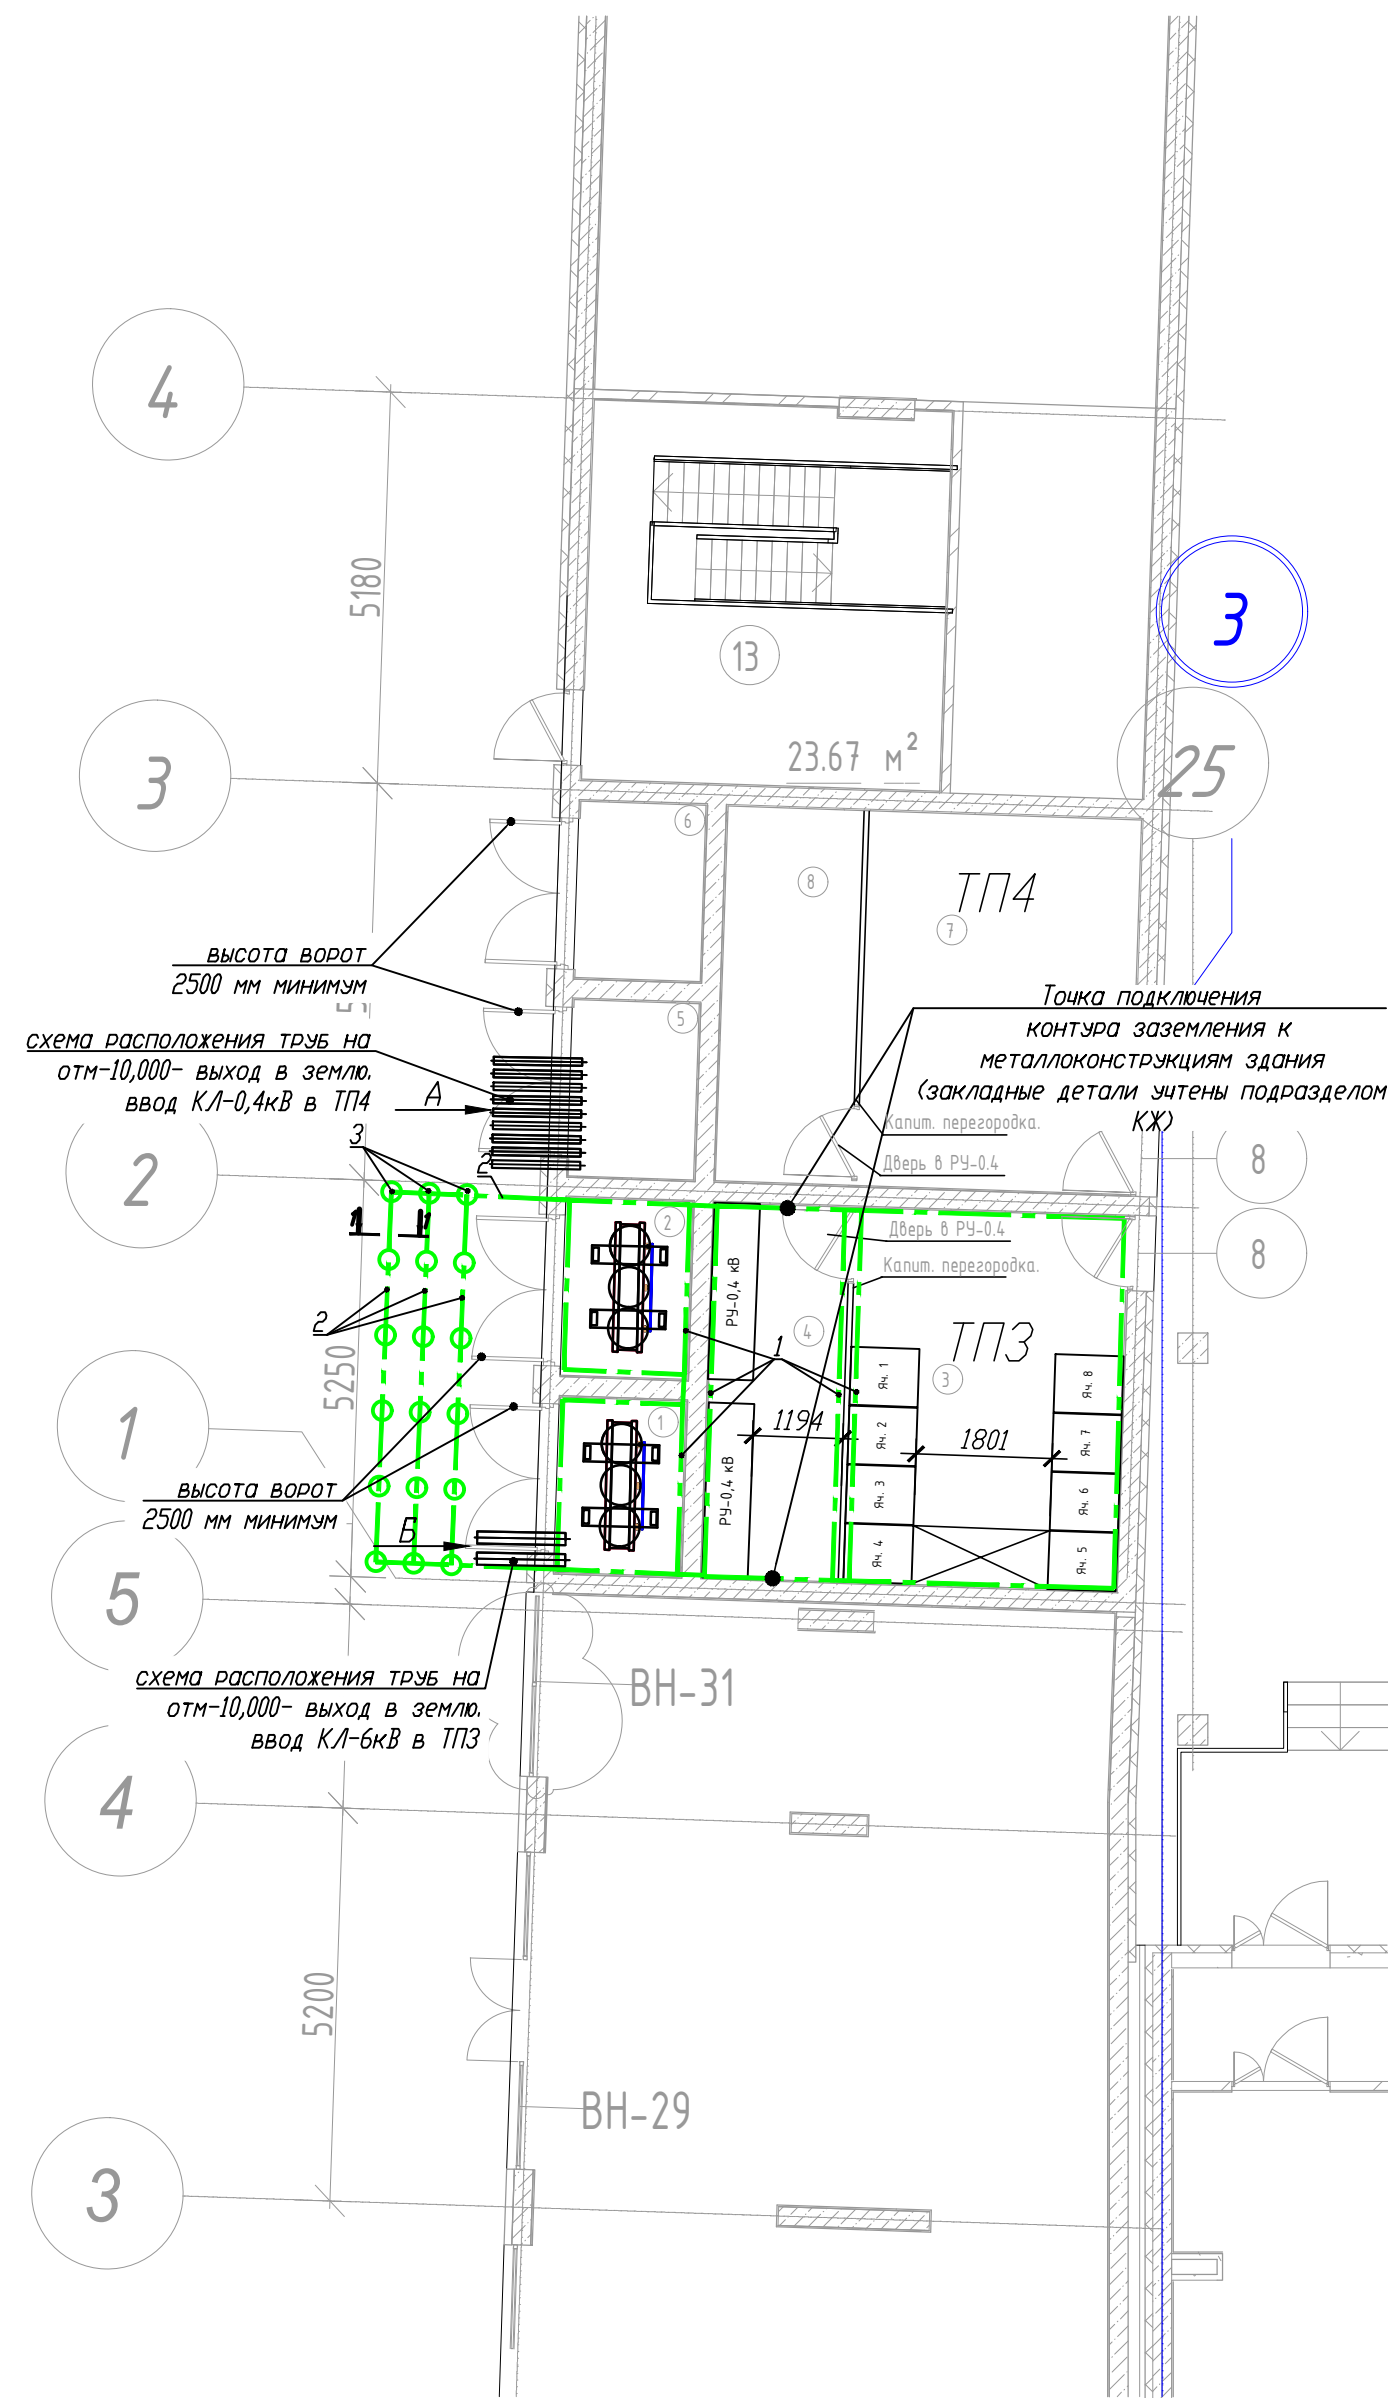 4
5180
3
13
23.67 м²
3
25
6
8
ТП4
7
высота ворот
2500 мм минимум
5
Точка подключения
контура заземления к
металлоконструкциям здания
(закладные детали учтены подразделом
КЖ)
схема расположения труб на
отм-10,000- выход в землю,
ввод КЛ-0,4кВ в ТП4
А
Капит. перегородка.
Дверь в РУ-0.4
3
2
2
8
1
1
2
Дверь в РУ-0.4
Капит. перегородка.
8
РУ-0,4 кВ
4
ТП3
2
1
3
5250
Яч. 1
Яч. 8
1
1
1194
Яч. 2
1801
Яч. 7
РУ-0,4 кВ
высота ворот
2500 мм минимум
Яч. 3
Яч. 6
Б
Яч. 4
Яч. 5
5
схема расположения труб на
отм-10,000- выход в землю,
ввод КЛ-6кВ в ТП3
ВН-31
4
5200
ВН-29
3